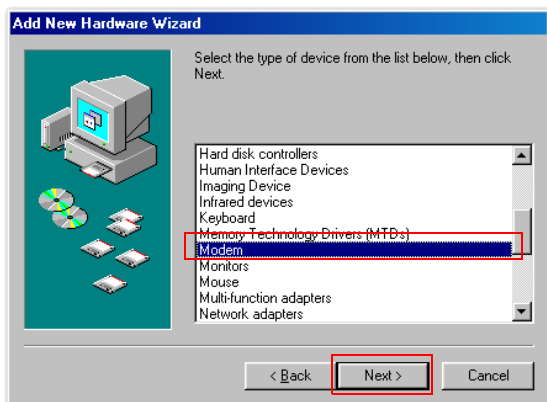 Add New Hardware Wizard
Select the type of device from the list below, then click
Next.
Hard disk controllers
Human Interface Devices
Imaging Device
Infrared devices
Keyboard
Memory Technology Drivers (MTDs)
Modem
Monitors
Mouse
Multi-function adapters
Network adapters
< Back
Next >
Cancel